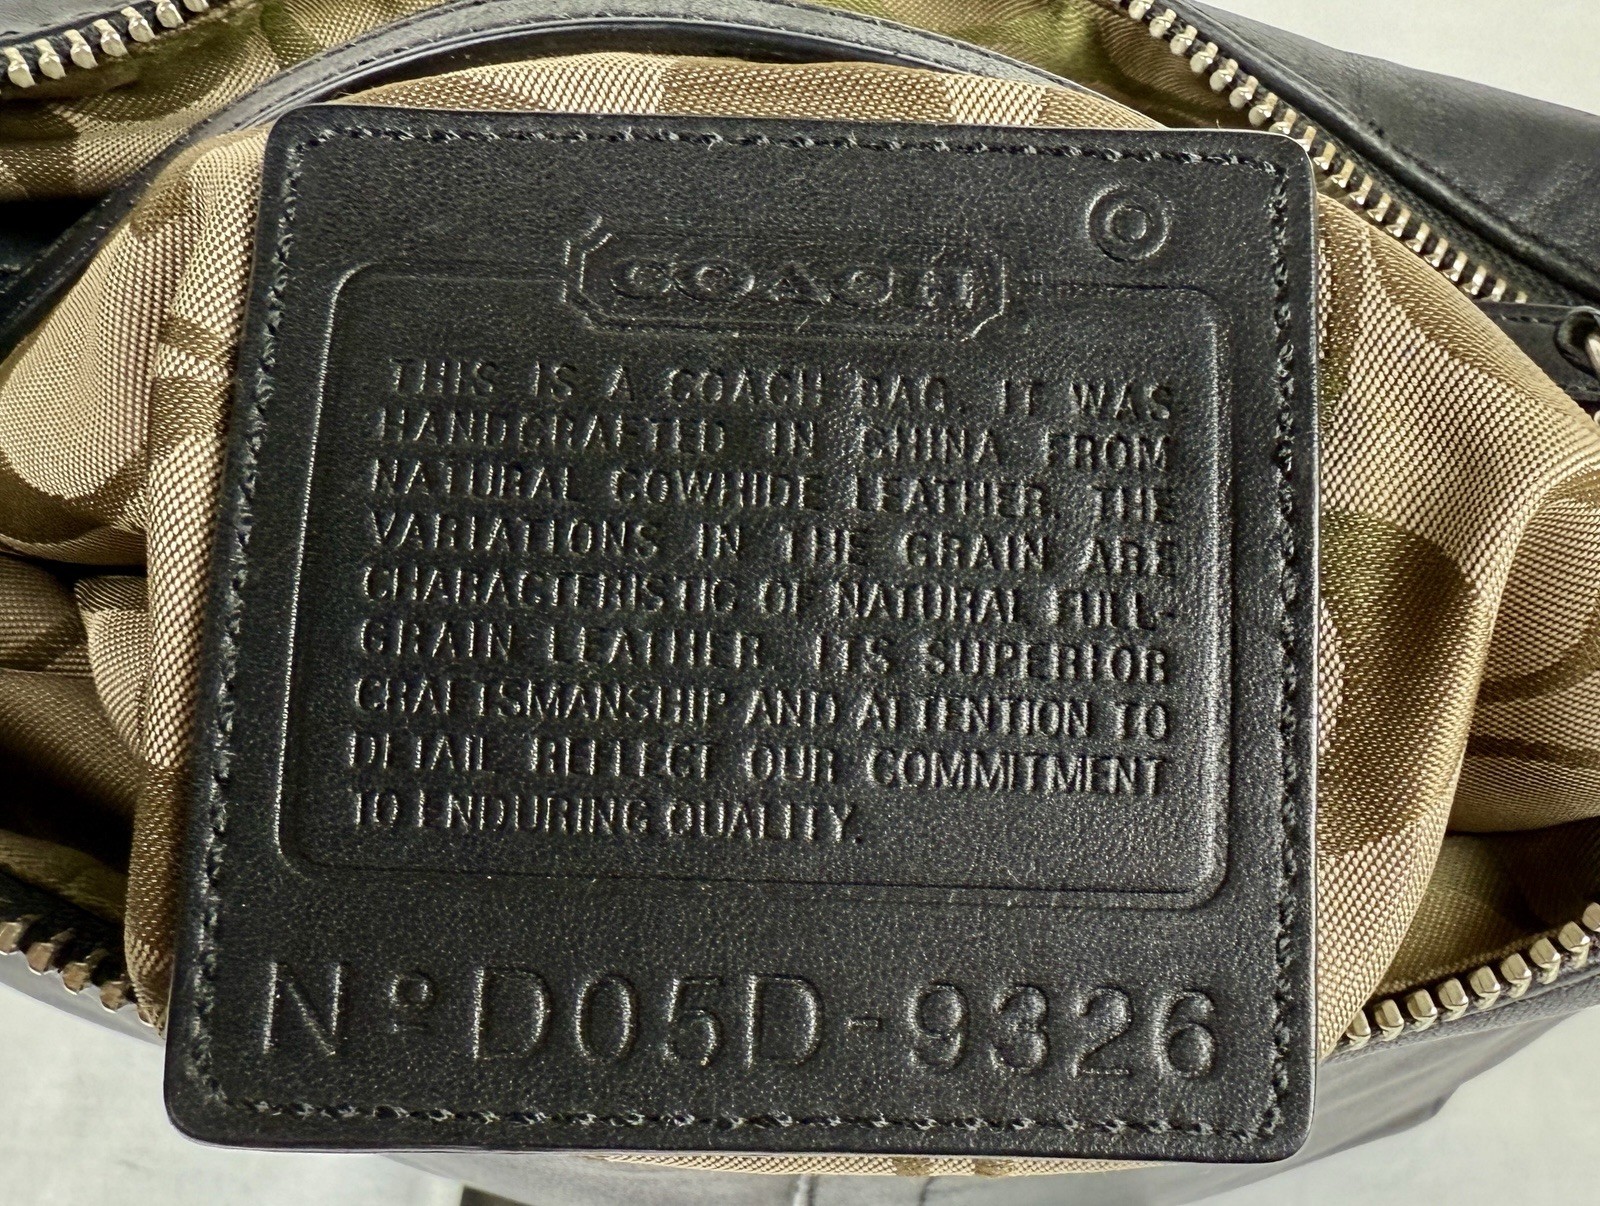 COACH
THIS IS A COACH BAG. IT WAS
HANDCRAFTED IN CHINA FROM
NATURAL COWHIDE LEATHER. THE
VARIATIONS IN THE GRAIN ARE
CHARACTERISTIC OF NATURAL FULL-
GRAIN LEATHER. ITS SUPERIOR
CRAFTSMANSHIP AND ATTENTION TO
DETAIL REFLECT OUR COMMITMENT
TO ENDURING QUALITY.
Nº D05D-9326